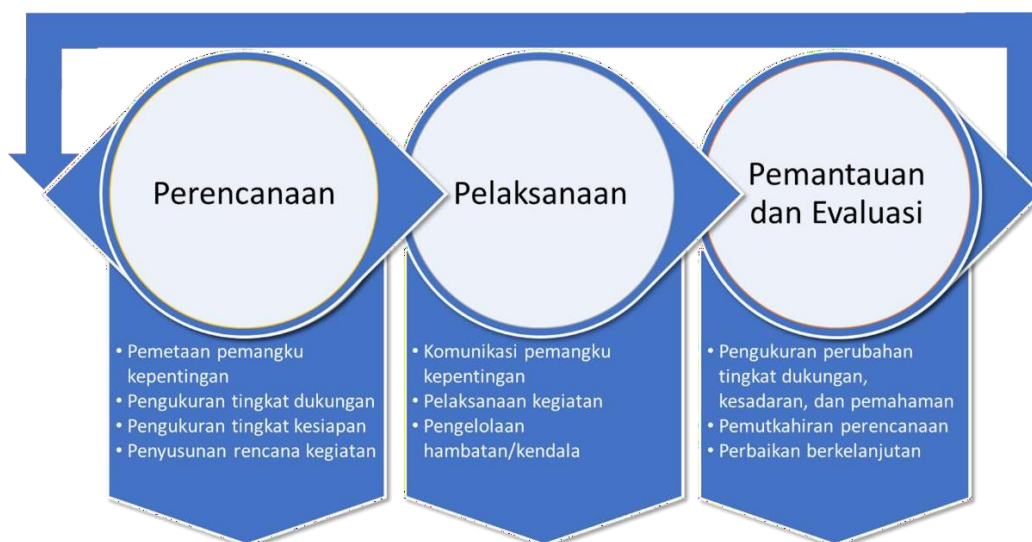 Perencanaan
• Pemetaan pemangku
kepentingan
• Pengukuran tingkat dukungan
• Pengukuran tingkat kesiapan
• Penyusunan rencana kegiatan
Pelaksanaan
• Komunikasi pemangku
kepentingan
• Pelaksanaan kegiatan
• Pengelolaan
hambatan/kendala
Pemantauan
dan Evaluasi
• Pengukuran perubahan
tingkat dukungan,
kesadaran, dan pemahaman
• Pemutkahiran perencanaan
• Perbaikan berkelanjutan